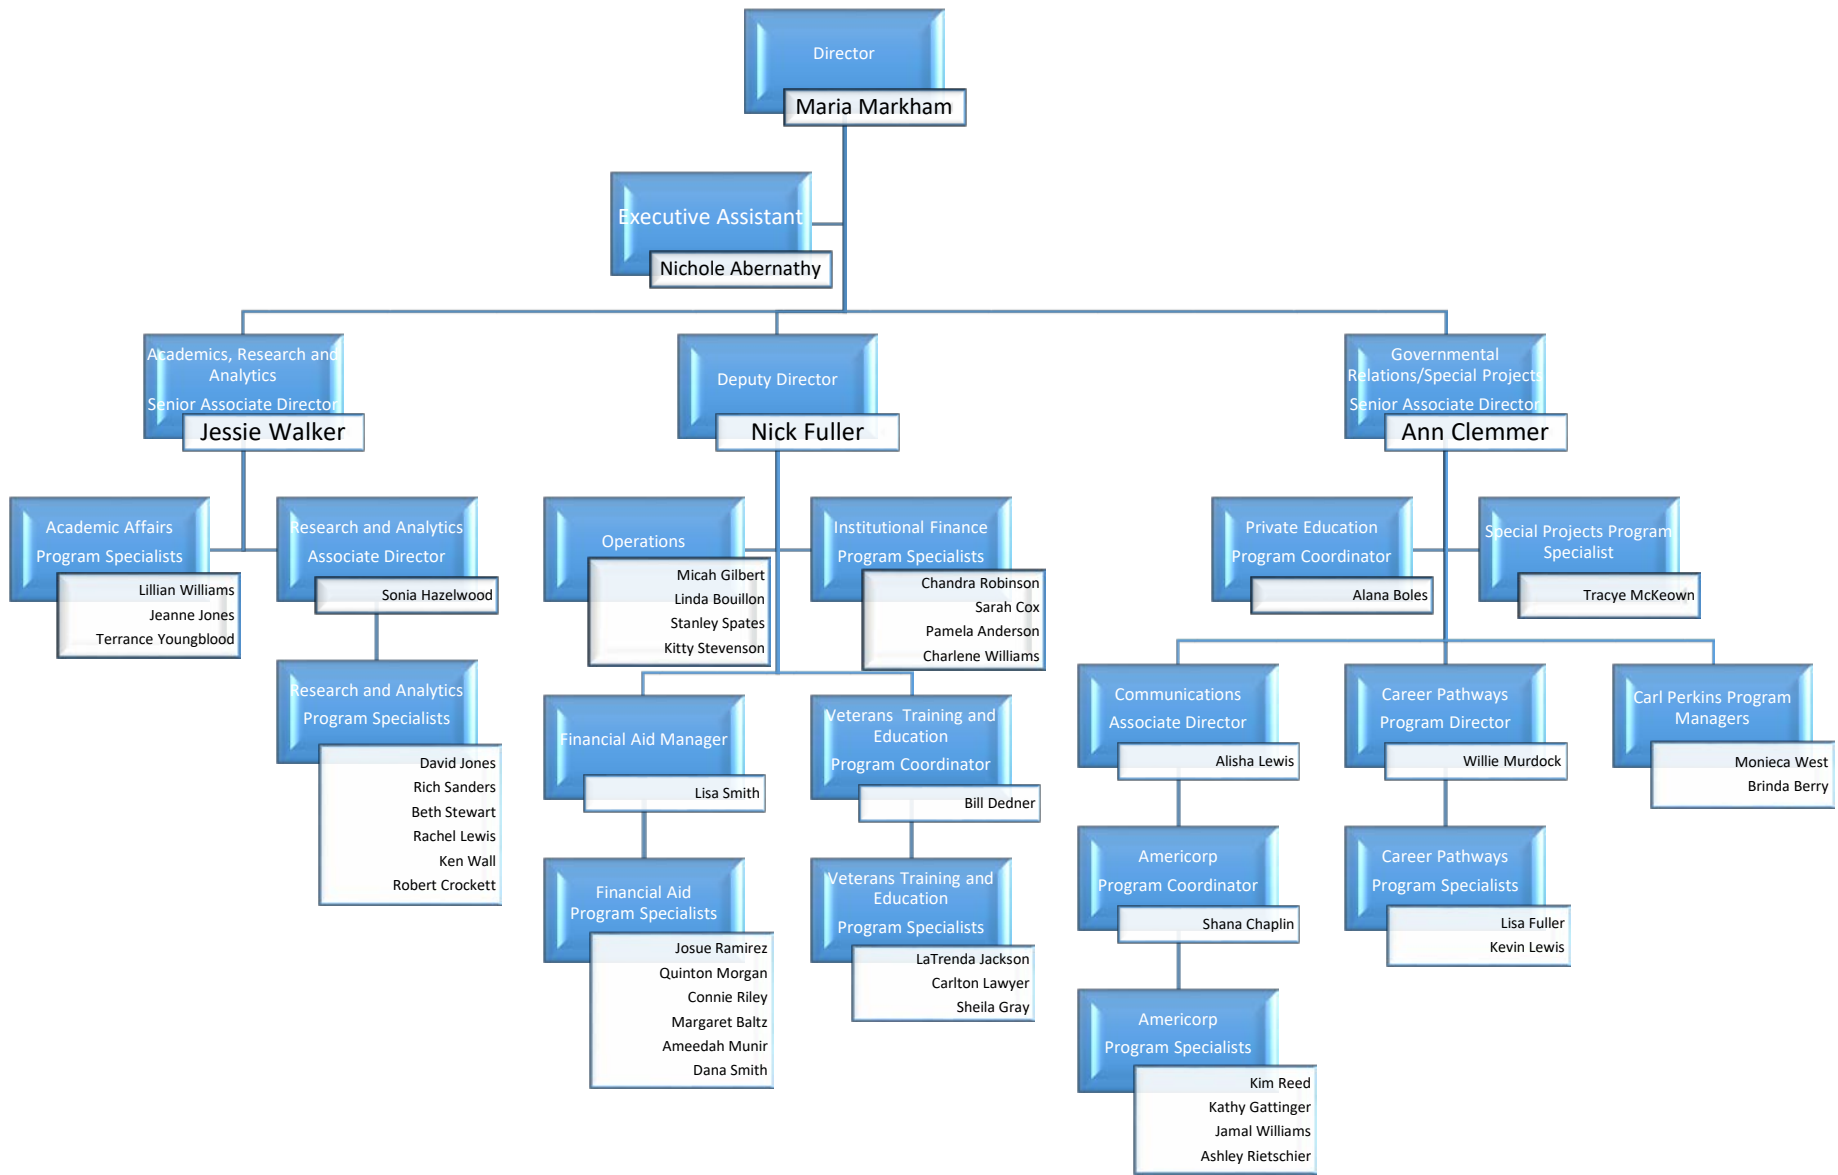 Director
Maria Markham
Executive Assistant
Nichole Abernathy
Academics, Research and
Analytics
Senior Associate Director
Jessie Walker
Deputy Director
Nick Fuller
Governmental
Relations/Special Projects
Senior Associate Director
Ann Clemmer
Academic Affairs
Program Specialists
Lillian Williams
Jeanne Jones
Terrance Youngblood
Research and Analytics
Associate Director
Sonia Hazelwood
Research and Analytics
Program Specialists
David Jones
Rich Sanders
Beth Stewart
Rachel Lewis
Ken Wall
Robert Crockett
Operations
Micah Gilbert
Linda Bouillon
Stanley Spates
Kitty Stevenson
Institutional Finance
Program Specialists
Chandra Robinson
Sarah Cox
Pamela Anderson
Charlene Williams
Financial Aid Manager
Lisa Smith
Financial Aid
Program Specialists
Josue Ramirez
Quinton Morgan
Connie Riley
Margaret Baltz
Ameedah Munir
Dana Smith
Veterans  Training and
Education
Program Coordinator
Bill Dedner
Veterans Training and
Education
Program Specialists
LaTrenda Jackson
Carlton Lawyer
Sheila Gray
Private Education
Program Coordinator
Alana Boles
Special Projects Program
Specialist
Tracye McKeown
Communications
Associate Director
Alisha Lewis
Americorp
Program Coordinator
Shana Chaplin
Americorp
Program Specialists
Kim Reed
Kathy Gattinger
Jamal Williams
Ashley Rietschier
Career Pathways
Program Director
Willie Murdock
Career Pathways
Program Specialists
Lisa Fuller
Kevin Lewis
Carl Perkins Program
Managers
Monieca West
Brinda Berry